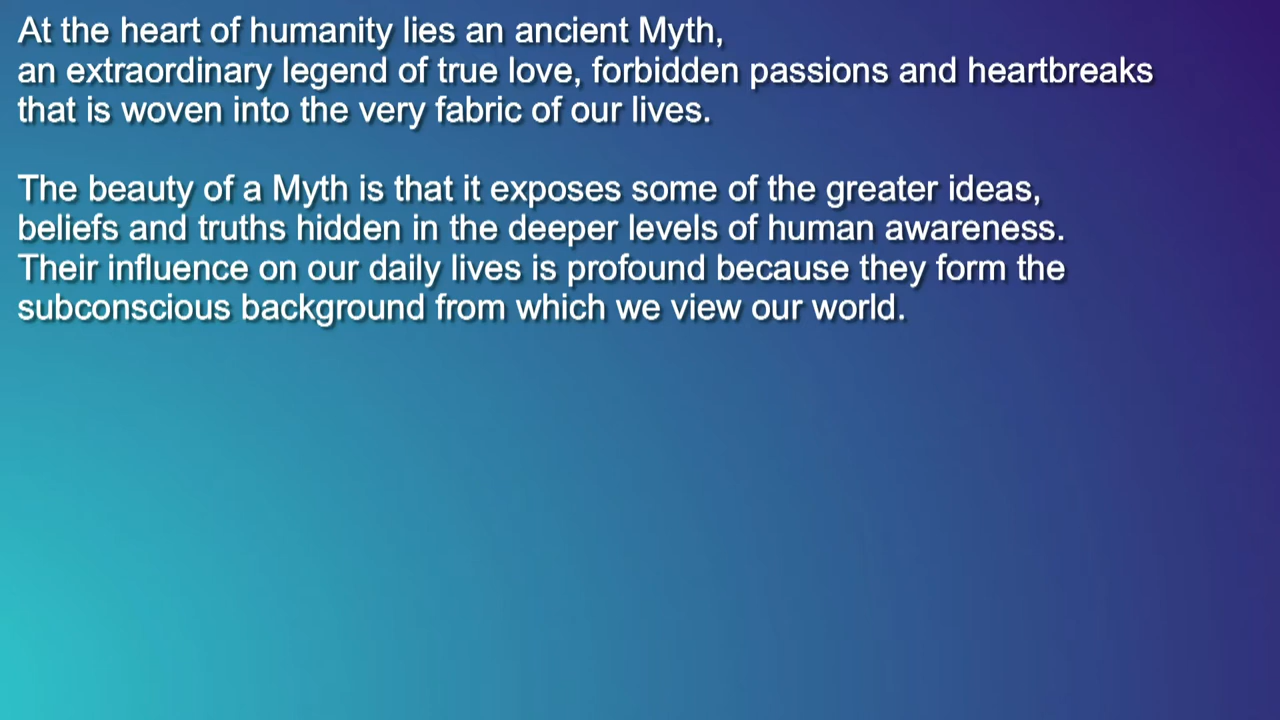 At the heart of humanity lies an ancient Myth,
an extraordinary legend of true love, forbidden passions and heartbreaks
that is woven into the very fabric of our lives.
The beauty of a Myth is that it exposes some of the greater ideas,
beliefs and truths hidden in the deeper levels of human awareness.
Their influence on our daily lives is profound because they form the
subconscious background from which we view our world.